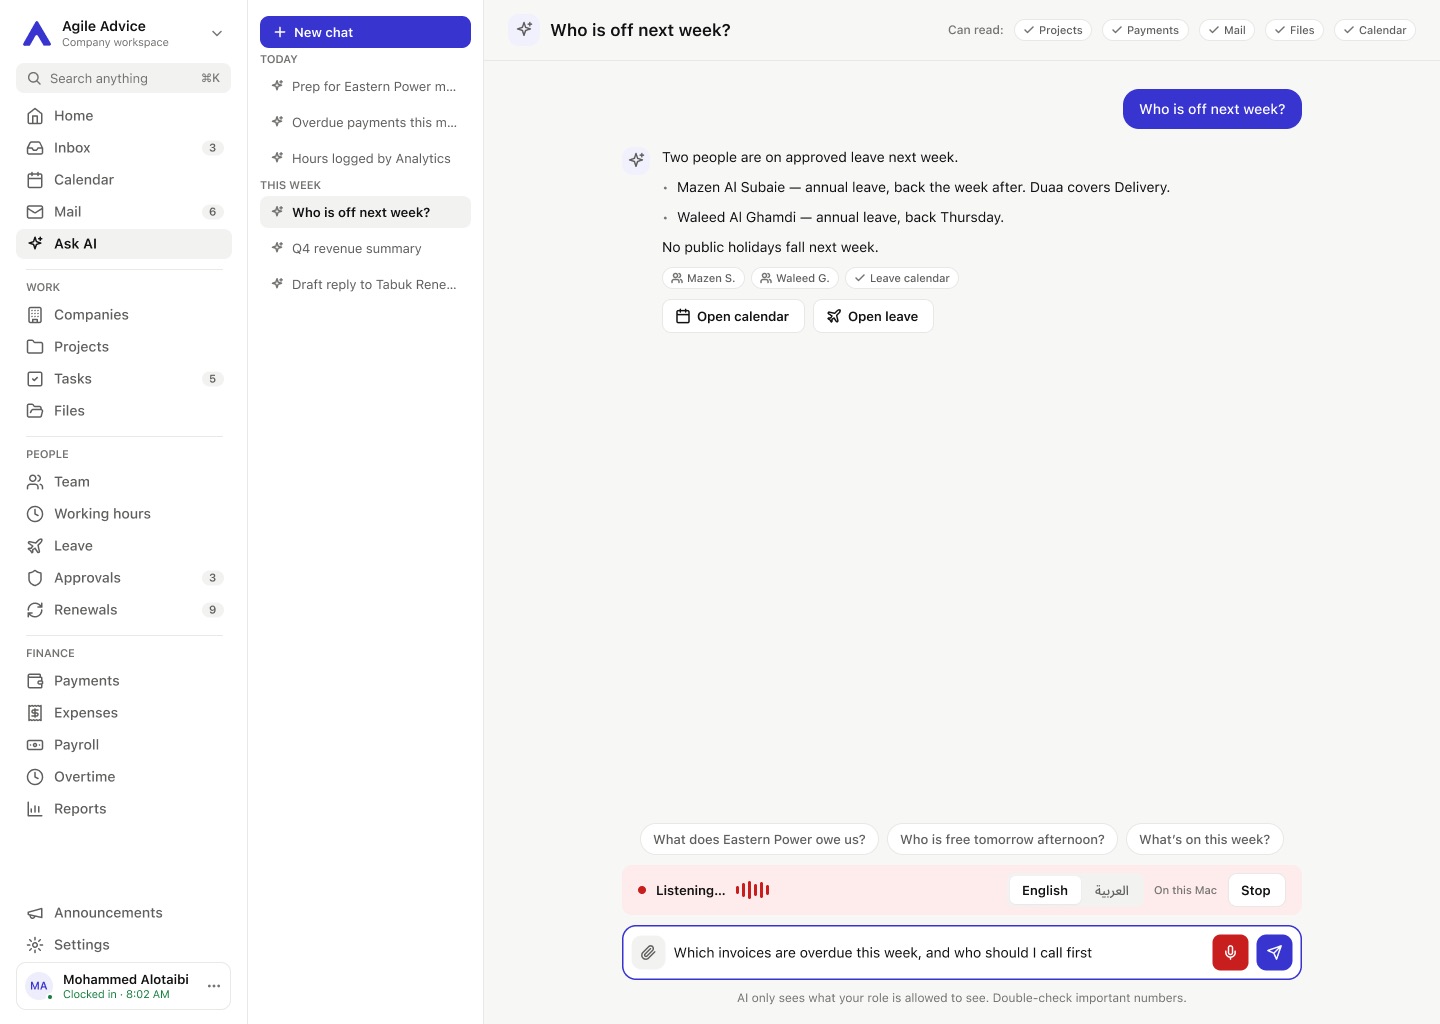 Agile Advice
Company workspace
Search anything ⌘K
Home
Inbox 3
Calendar
Mail 6
Ask AI
WORK
Companies
Projects
Tasks 5
Files
PEOPLE
Team
Working hours
Leave
Approvals 3
Renewals 9
FINANCE
Payments
Expenses
Payroll
Overtime
Reports
Announcements
Settings
MA
Mohammed Alotaibi
Clocked in · 8:02 AM
New chat
TODAY
Prep for Eastern Power m...
Overdue payments this m...
Hours logged by Analytics
THIS WEEK
Who is off next week?
Q4 revenue summary
Draft reply to Tabuk Rene...
Who is off next week?
Can read: Projects Payments Mail Files Calendar
Who is off next week?
Two people are on approved leave next week.
• Mazen Al Subaie — annual leave, back the week after. Duaa covers Delivery.
• Waleed Al Ghamdi — annual leave, back Thursday.
No public holidays fall next week.
Mazen S. Waleed G. Leave calendar
Open calendar Open leave
What does Eastern Power owe us? Who is free tomorrow afternoon? What's on this week?
Listening... English العربية On this Mac Stop
Which invoices are overdue this week, and who should I call first
AI only sees what your role is allowed to see. Double-check important numbers.